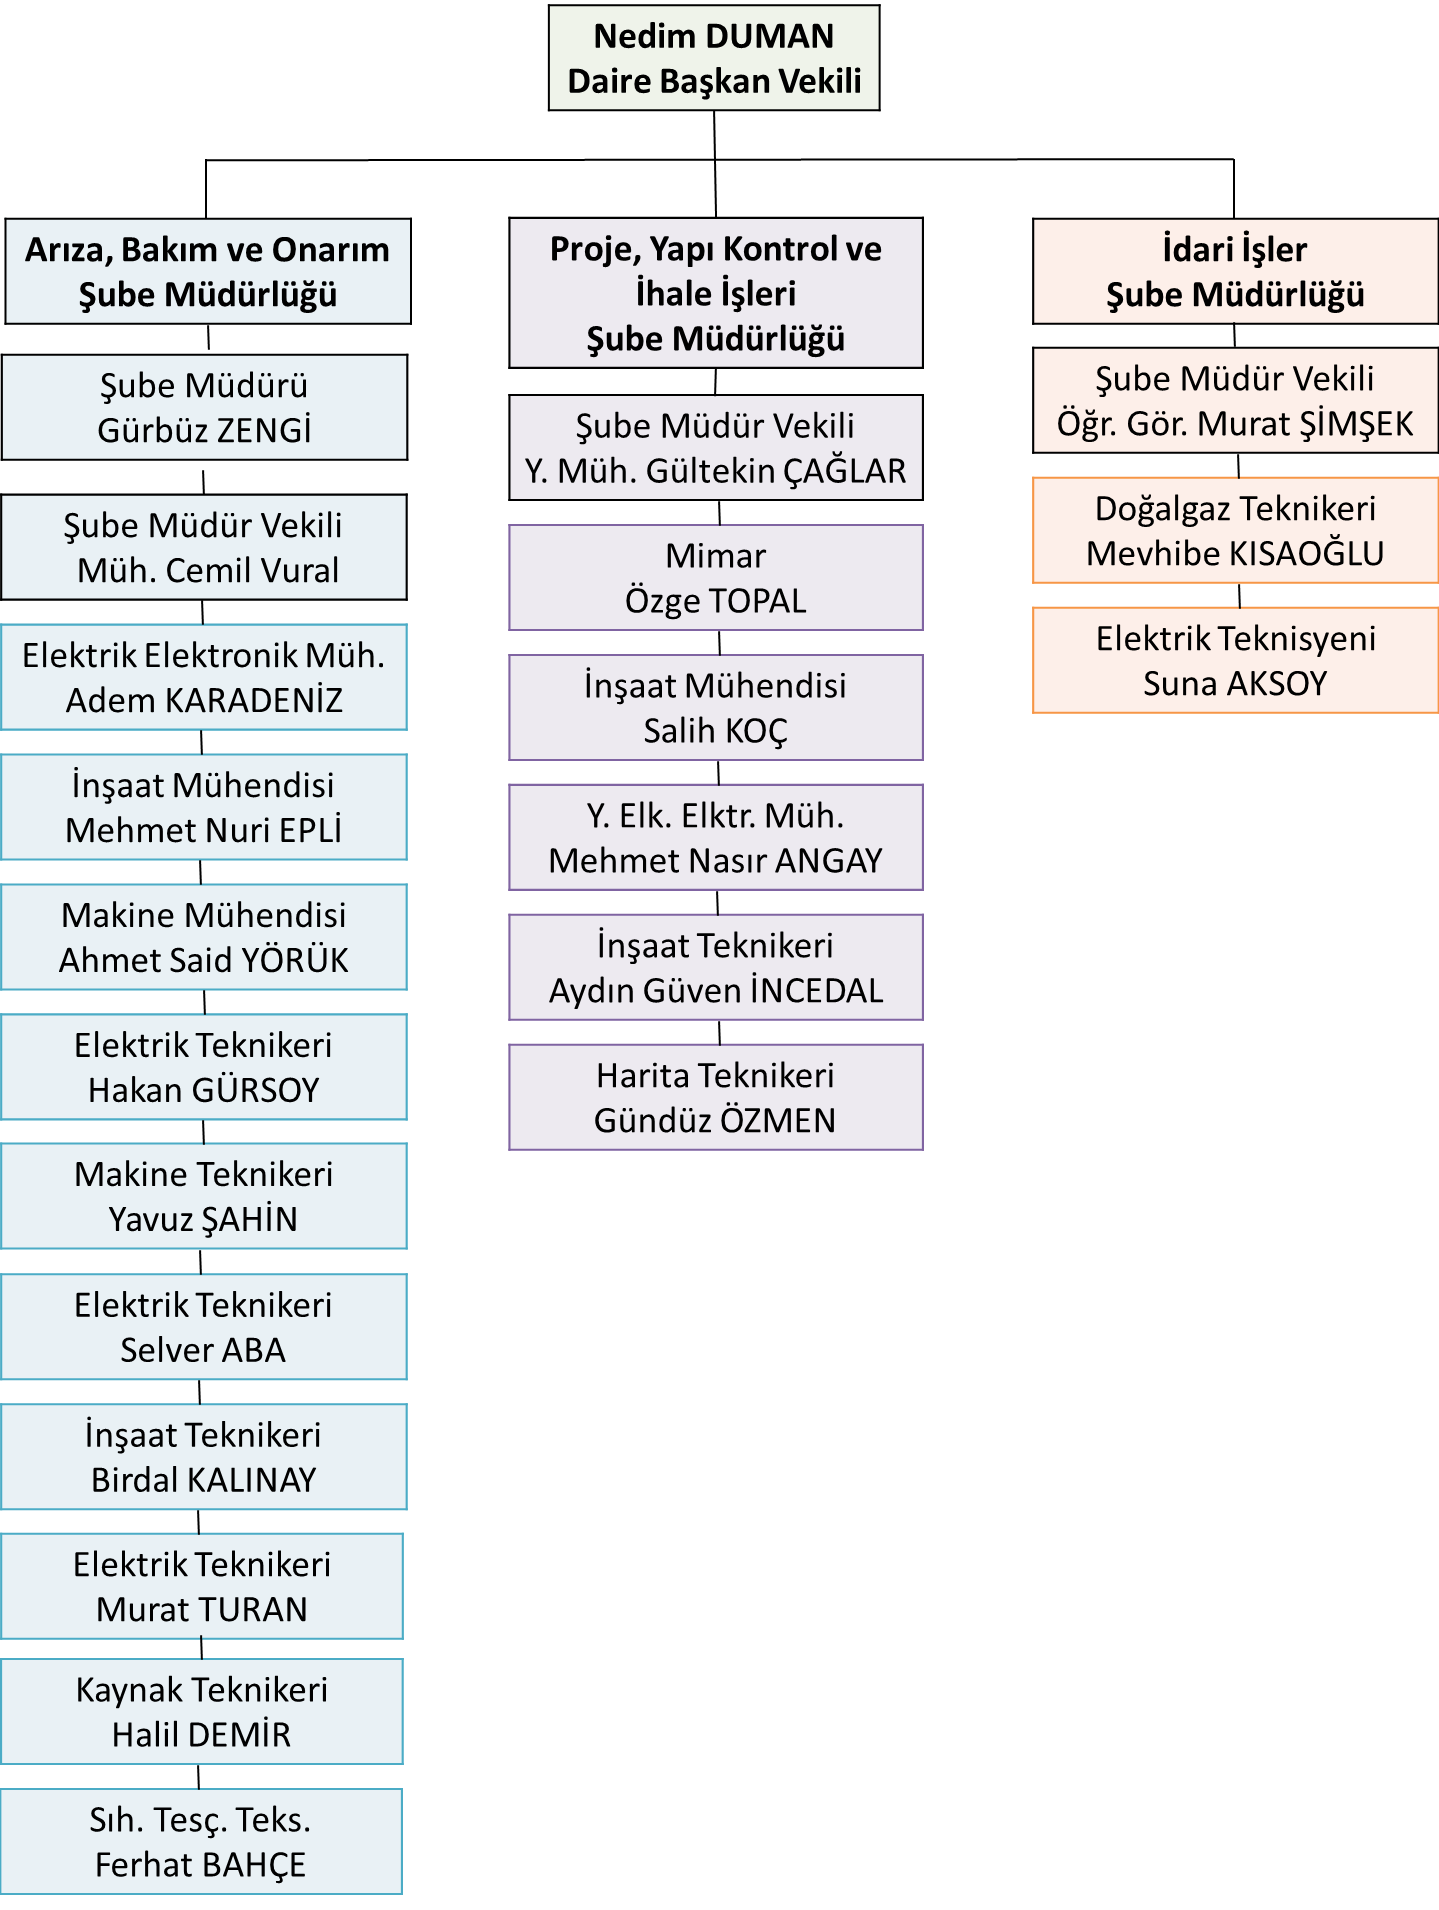 Nedim DUMAN
Daire Başkan Vekili
Arıza, Bakım ve Onarım
Şube Müdürlüğü
Şube Müdürü
Gürbüz ZENGİ
Şube Müdür Vekili
Müh. Cemil Vural
Elektrik Elektronik Müh.
Adem KARADENİZ
İnşaat Mühendisi
Mehmet Nuri EPLİ
Makine Mühendisi
Ahmet Said YÖRÜK
Elektrik Teknikeri
Hakan GÜRSOY
Makine Teknikeri
Yavuz ŞAHİN
Elektrik Teknikeri
Selver ABA
İnşaat Teknikeri
Birdal KALINAY
Elektrik Teknikeri
Murat TURAN
Kaynak Teknikeri
Halil DEMİR
Sıh. Tesç. Teks.
Ferhat BAHÇE
Proje, Yapı Kontrol ve
İhale İşleri
Şube Müdürlüğü
Şube Müdür Vekili
Y. Müh. Gültekin ÇAĞLAR
Mimar
Özge TOPAL
İnşaat Mühendisi
Salih KOÇ
Y. Elk. Elktr. Müh.
Mehmet Nasır ANGAY
İnşaat Teknikeri
Aydın Güven İNCEDAL
Harita Teknikeri
Gündüz ÖZMEN
İdari İşler
Şube Müdürlüğü
Şube Müdür Vekili
Öğr. Gör. Murat ŞİMŞEK
Doğalgaz Teknikeri
Mevhibe KISAOĞLU
Elektrik Teknisyeni
Suna AKSOY